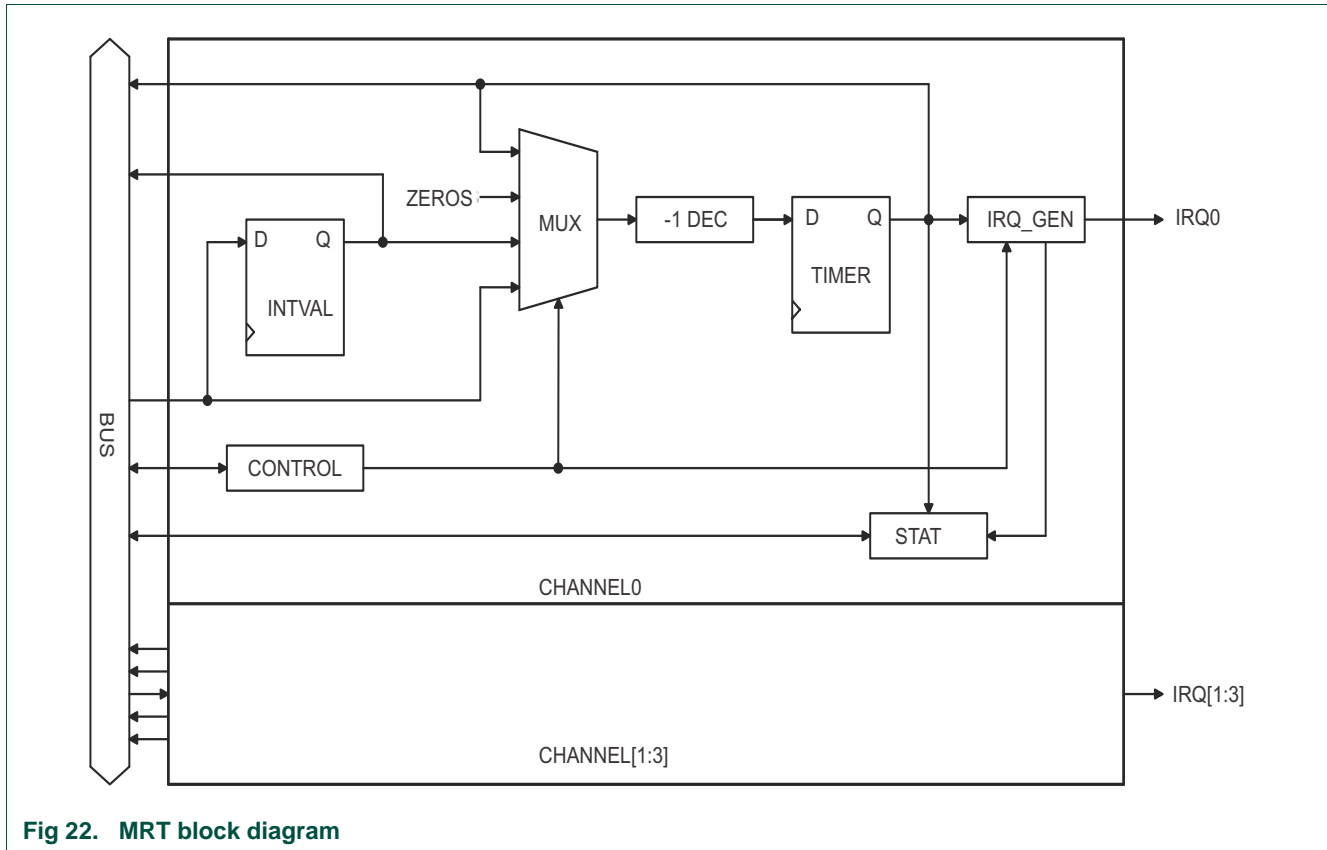 ZEROS
MUX
-1 DEC
D Q
TIMER
IRQ_GEN
IRQ0
D Q
INTVAL
BUS
CONTROL
STAT
CHANNEL0
IRQ[1:3]
CHANNEL[1:3]
Fig 22. MRT block diagram